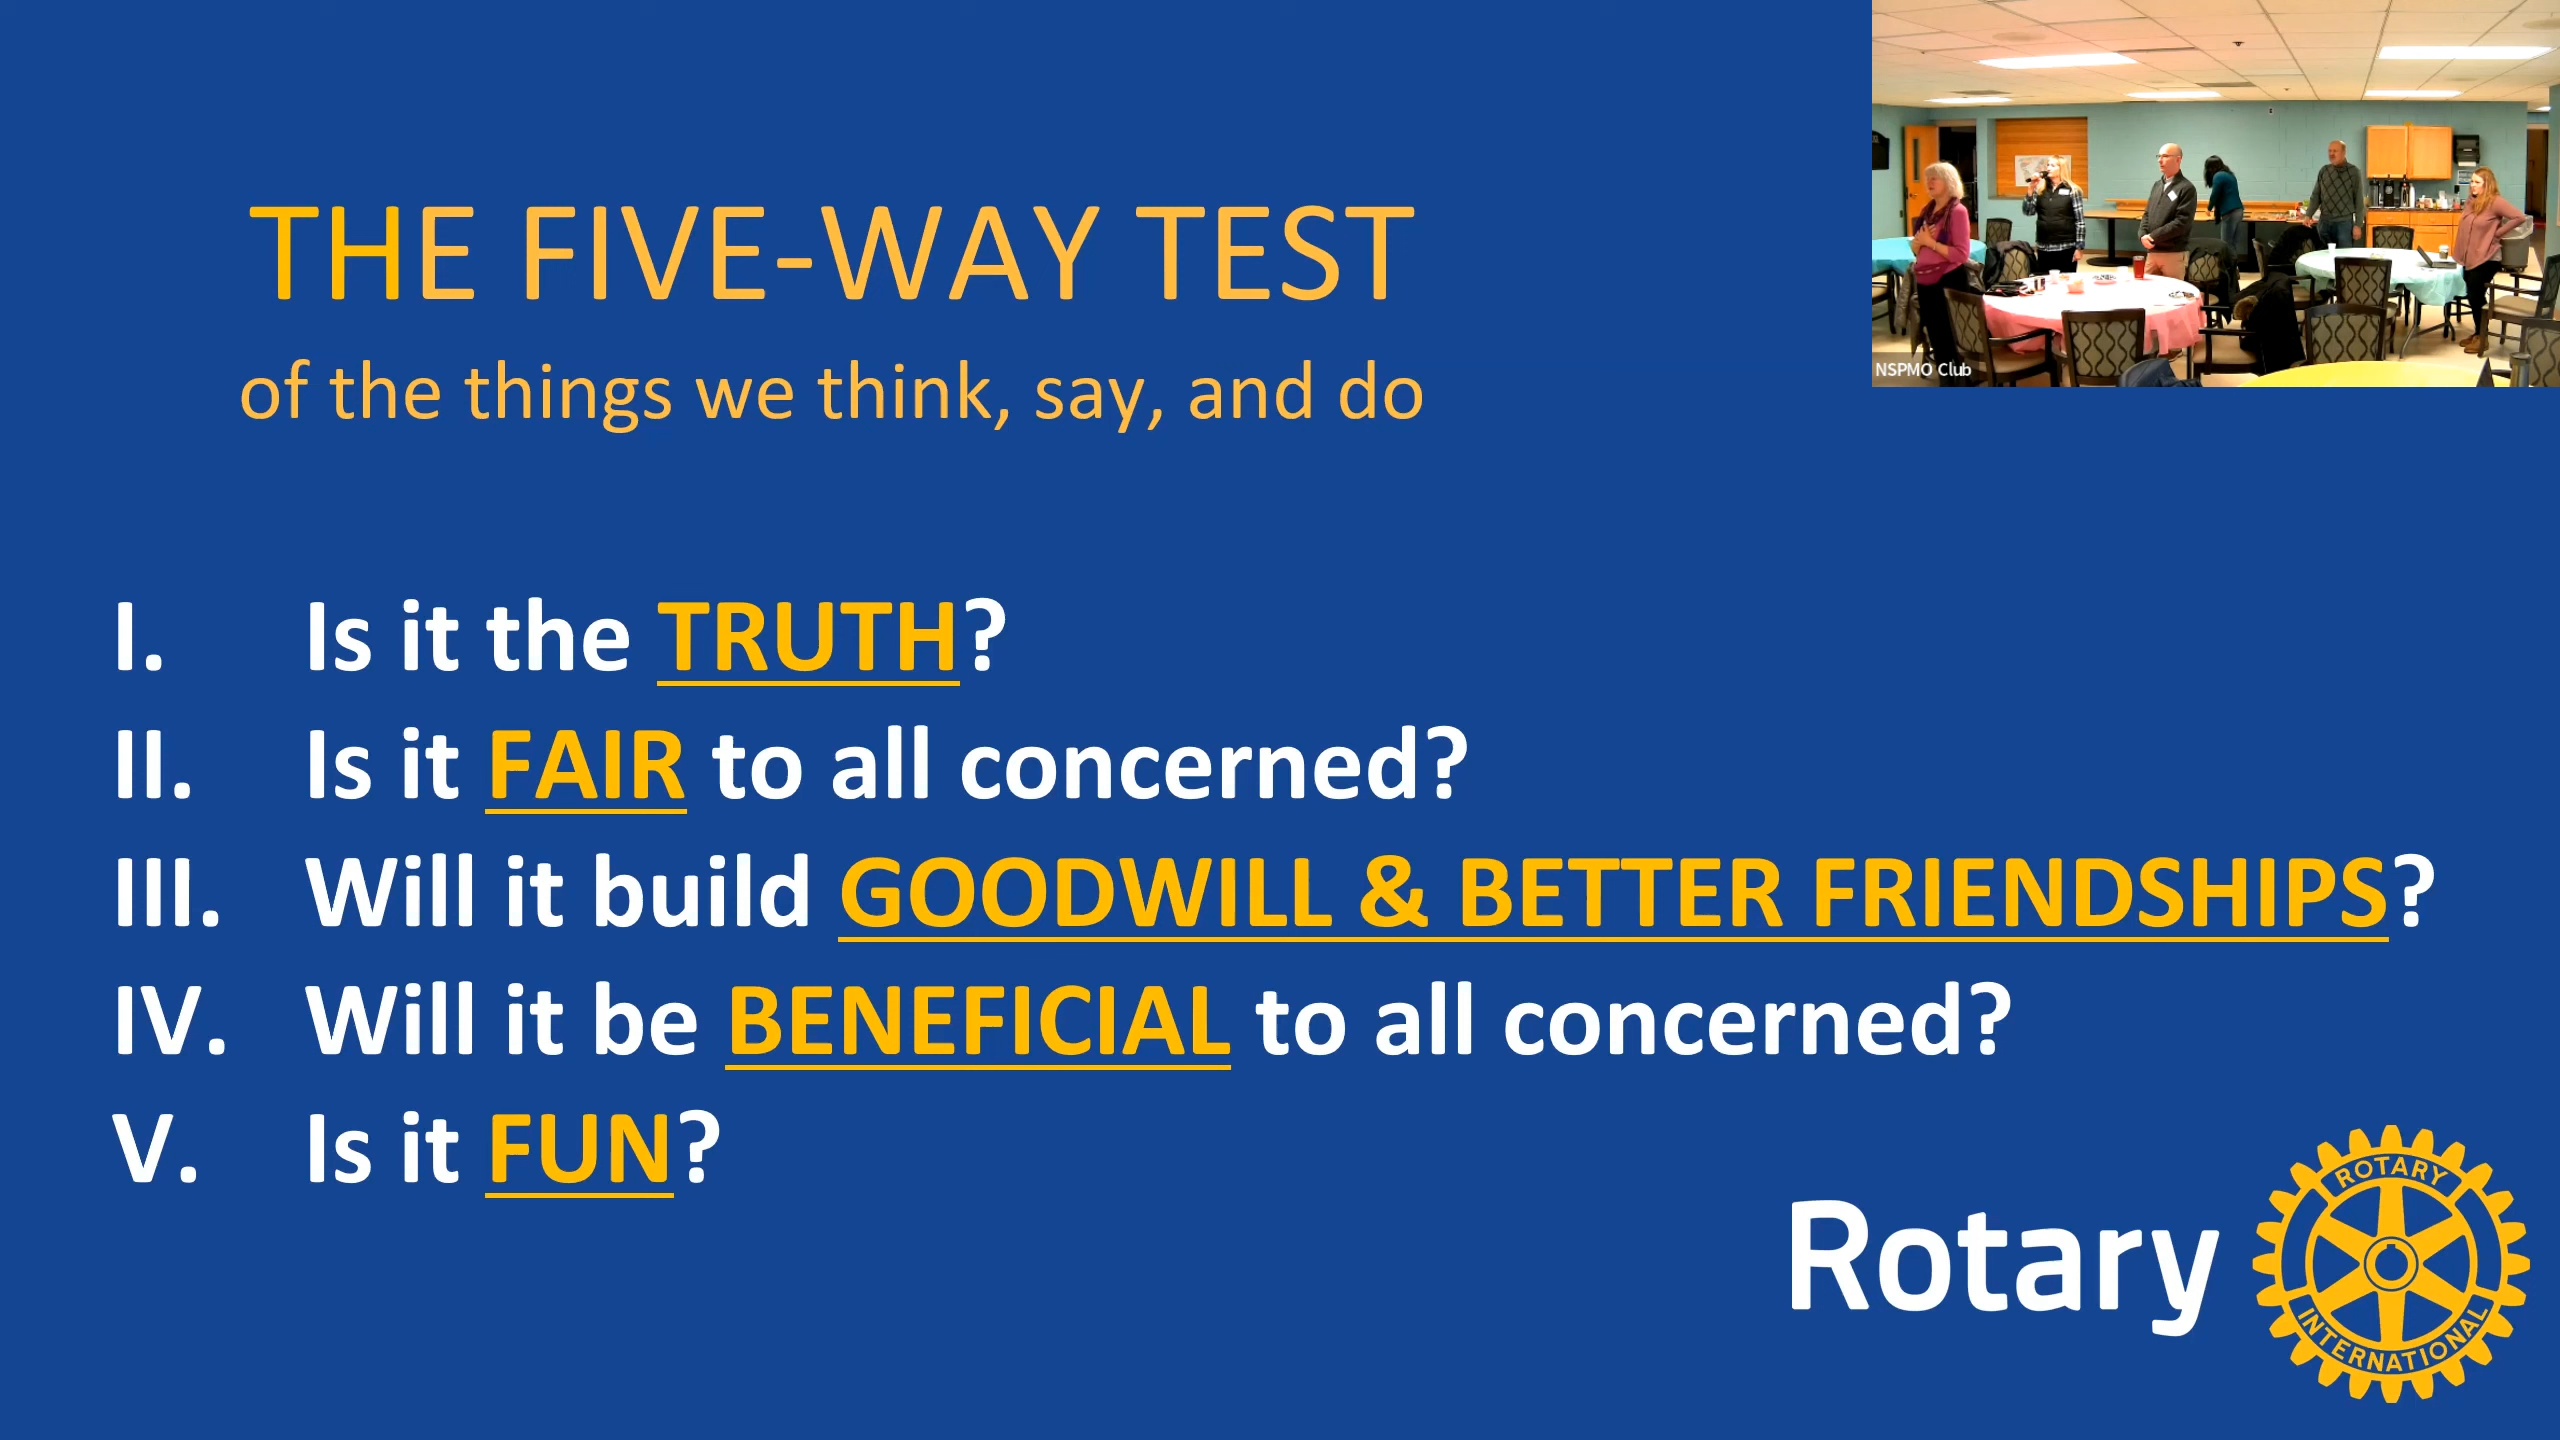 THE FIVE-WAY TEST
of the things we think, say, and do
NSPMO Club
I. Is it the TRUTH?
II. Is it FAIR to all concerned?
III. Will it build GOODWILL & BETTER FRIENDSHIPS?
IV. Will it be BENEFICIAL to all concerned?
V. Is it FUN?
Rotary
ROTARY
INTERNATIONAL